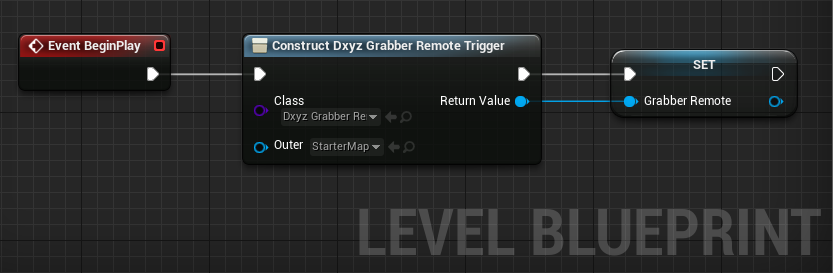 Event BeginPlay
Construct Dxyz Grabber Remote Trigger
SET
Class
Return Value
Grabber Remote
Dxyz Grabber Re
Outer
StarterMap
LEVEL BLUEPRINT